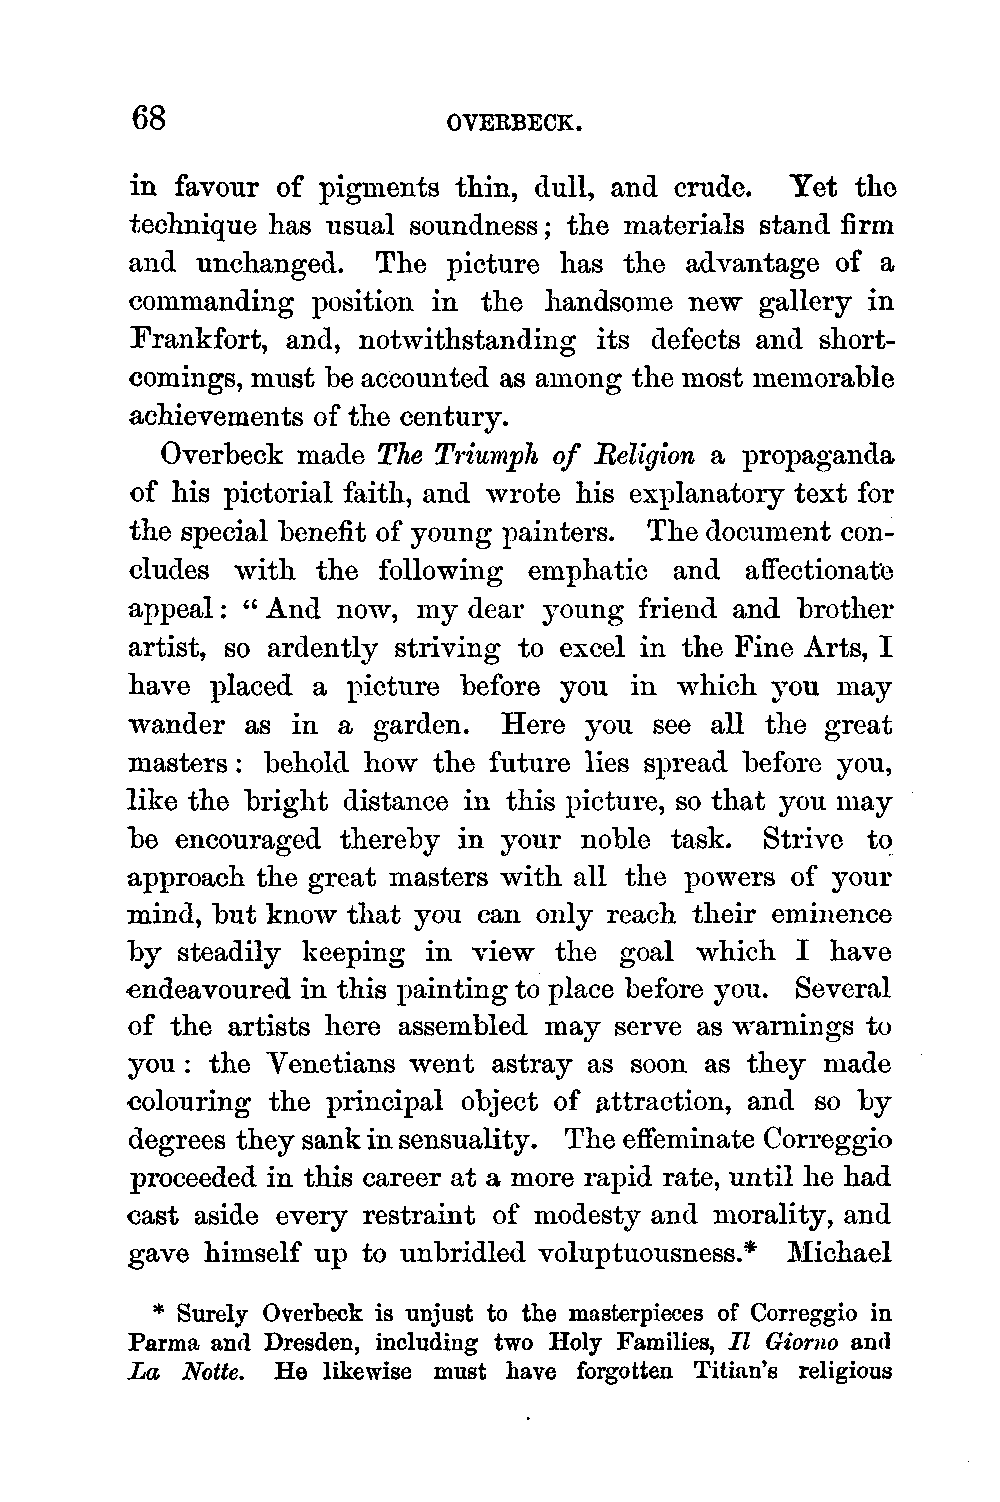 68 OVERBECK.
in favour of pigments thin, dull, and crude. Yet the
technique has usual soundness; the materials stand firm
and unchanged. The picture has the advantage of a
commanding position in the handsome new gallery in
Frankfort, and, notwithstanding its defects and short-
comings, must be accounted as among the most memorable
achievements of the century.
Overbeck made The Triumph of Religion a propaganda
of his pictorial faith, and wrote his explanatory text for
the special benefit of young painters. The document con-
cludes with the following emphatic and affectionate
appeal: “And now, my dear young friend and brother
artist, so ardently striving to excel in the Fine Arts, I
have placed a picture before you in which you may
wander as in a garden. Here you see all the great
masters: behold how the future lies spread before you,
like the bright distance in this picture, so that you may
be encouraged thereby in your noble task. Strive to
approach the great masters with all the powers of your
mind, but know that you can only reach their eminence
by steadily keeping in view the goal which I have
endeavoured in this painting to place before you. Several
of the artists here assembled may serve as warnings to
you: the Venetians went astray as soon as they made
colouring the principal object of attraction, and so by
degrees they sank in sensuality. The effeminate Correggio
proceeded in this career at a more rapid rate, until he had
cast aside every restraint of modesty and morality, and
gave himself up to unbridled voluptuousness.* Michael
* Surely Overbeck is unjust to the masterpieces of Correggio in
Parma and Dresden, including two Holy Families, Il Giorno and
La Notte. He likewise must have forgotten Titian's religious